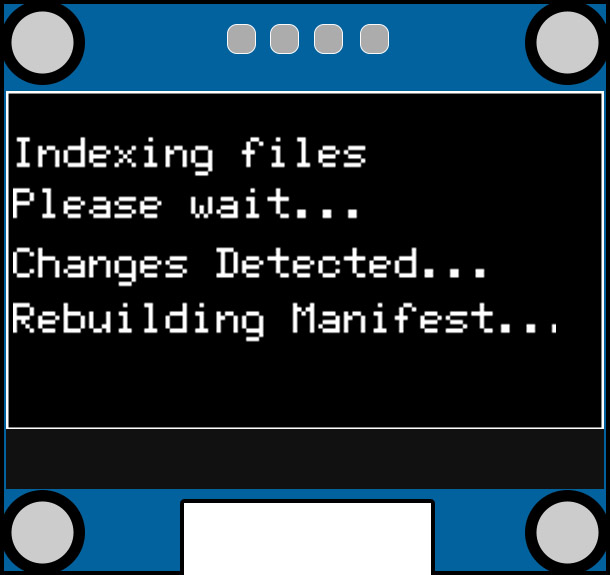 Indexing files
Please wait...
Changes Detected...
Rebuilding Manifest...